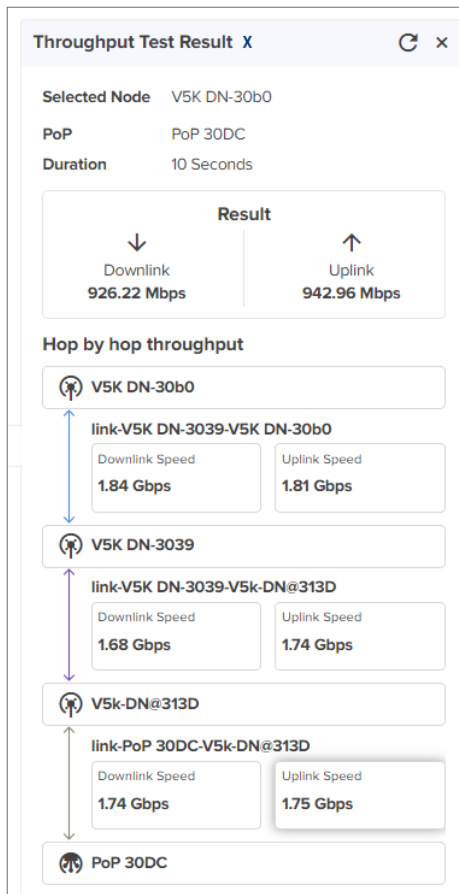 Throughput Test Result X
Selected Node V5K DN-30b0
PoP PoP 30DC
Duration 10 Seconds
Result
Downlink Uplink
926.22 Mbps 942.96 Mbps
Hop by hop throughput
V5K DN-30b0
link-V5K DN-3039-V5K DN-30b0
Downlink Speed Uplink Speed
1.84 Gbps 1.81 Gbps
V5K DN-3039
link-V5K DN-3039-V5k-DN@313D
Downlink Speed Uplink Speed
1.68 Gbps 1.74 Gbps
V5k-DN@313D
link-PoP 30DC-V5k-DN@313D
Downlink Speed Uplink Speed
1.74 Gbps 1.75 Gbps
PoP 30DC